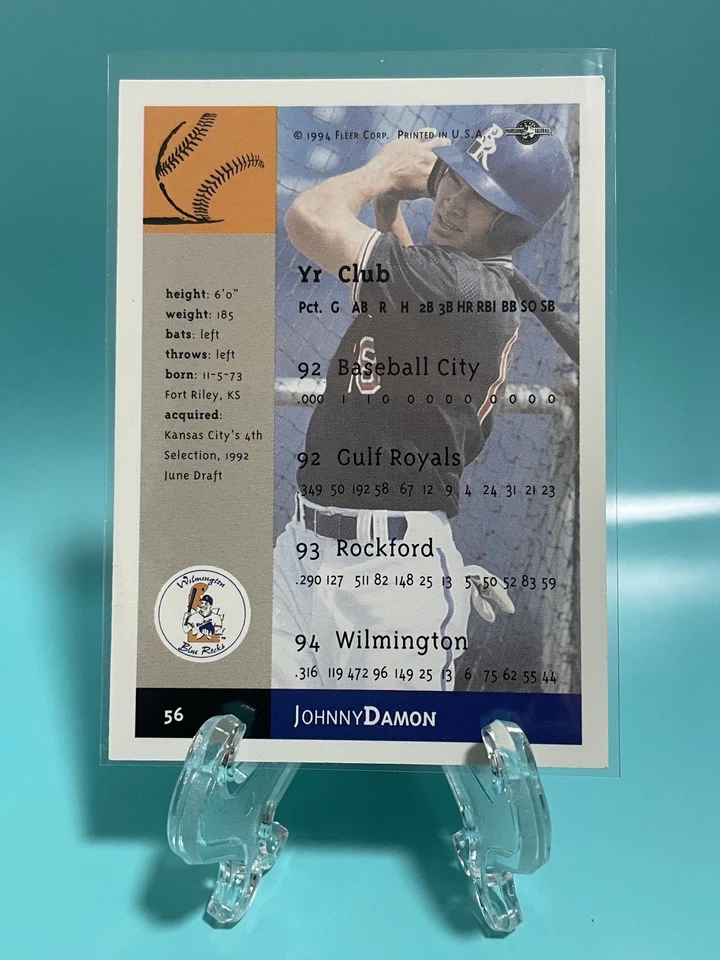 © 1994 FLEER CORP. PRINTED IN U.S.A.
PROFESSIONAL BASEBALL
R
height: 6'0"
weight: 185
bats: left
throws: left
born: 11-5-73
Fort Riley, KS
acquired:
Kansas City's 4th
Selection, 1992
June Draft
Wilmington
Blue Rocks
56
Yr Club
Pct. G AB R H 2B 3B HR RBI BB SO SB
92 Baseball City
.000 1 1 0 0 0 0 0 0 0 0 0
92 Gulf Royals
.349 50 192 58 67 12 9 4 24 31 21 23
93 Rockford
.290 127 511 82 148 25 13 5 50 52 83 59
94 Wilmington
.316 119 472 96 149 25 13 6 75 62 55 44
JOHNNYDAMON